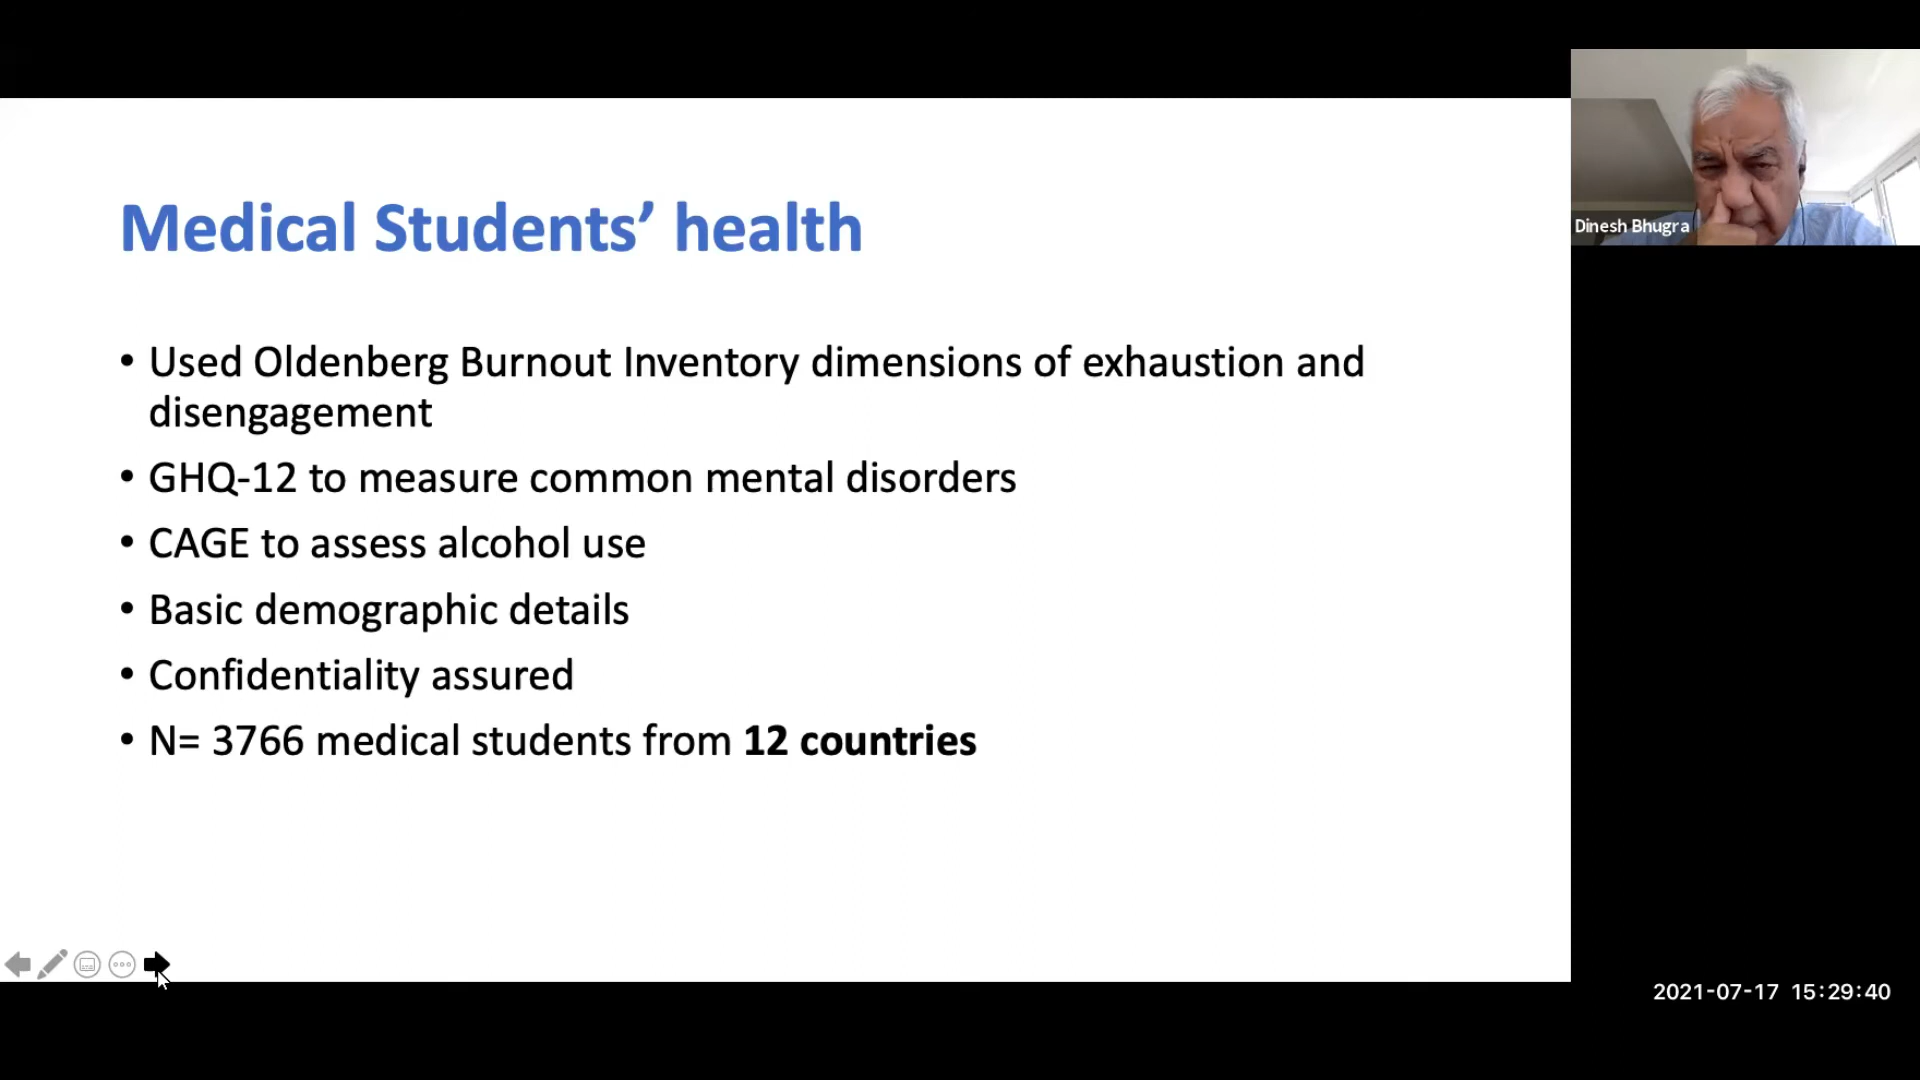 Medical Students’ health
• Used Oldenberg Burnout Inventory dimensions of exhaustion and
disengagement
• GHQ-12 to measure common mental disorders
• CAGE to assess alcohol use
• Basic demographic details
• Confidentiality assured
• N= 3766 medical students from 12 countries
Dinesh Bhugra
2021-07-17 15:29:40